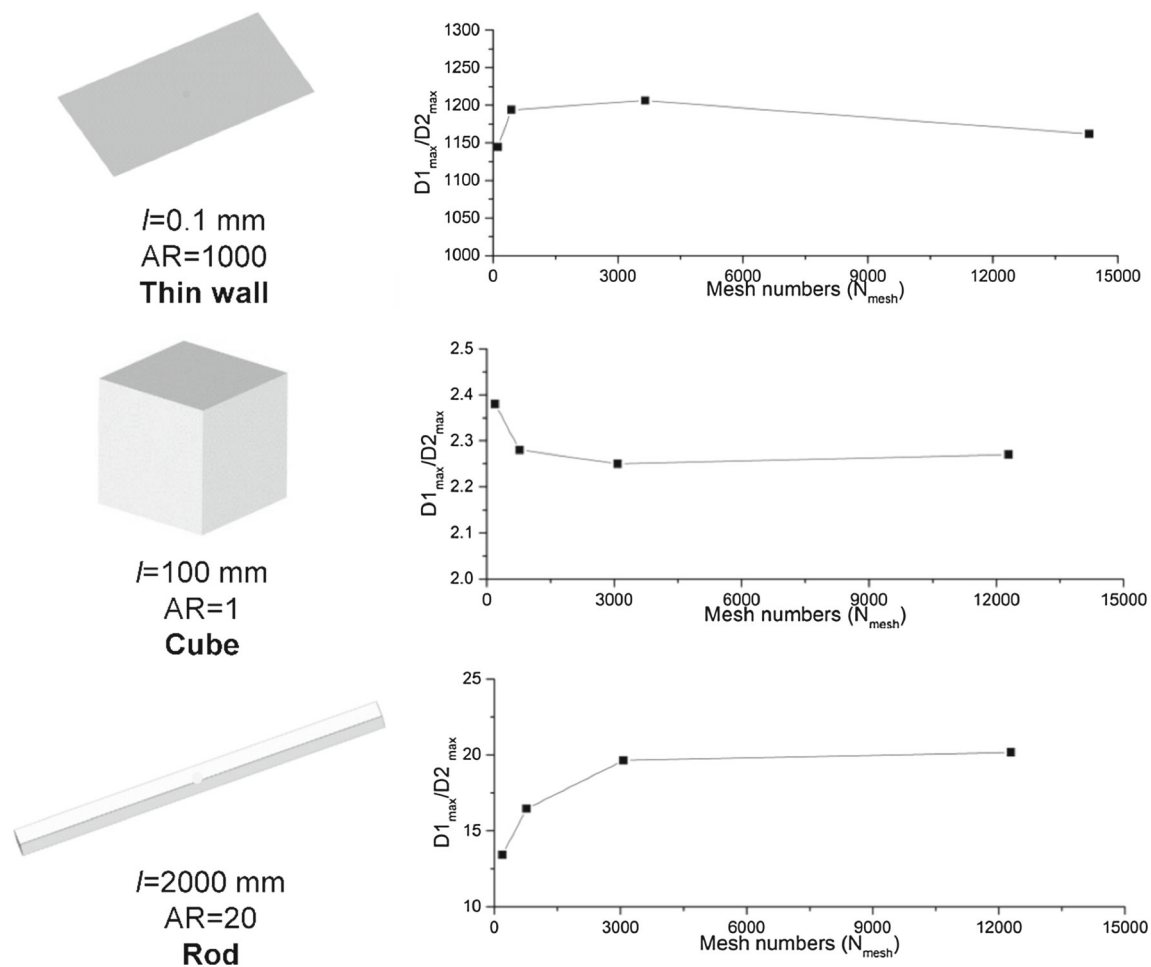 1300
1250
1200
1150
1100
1050
1000
D1max/D2max
0 3000 6000 9000 12000 15000
Mesh numbers (Nmesh)
l=0.1 mm
AR=1000
Thin wall
2.5
2.4
2.3
2.2
2.1
2.0
D1max/D2max
0 3000 6000 9000 12000 15000
Mesh numbers (Nmesh)
l=100 mm
AR=1
Cube
25
20
15
10
D1max/D2max
0 3000 6000 9000 12000 15000
Mesh numbers (Nmesh)
l=2000 mm
AR=20
Rod